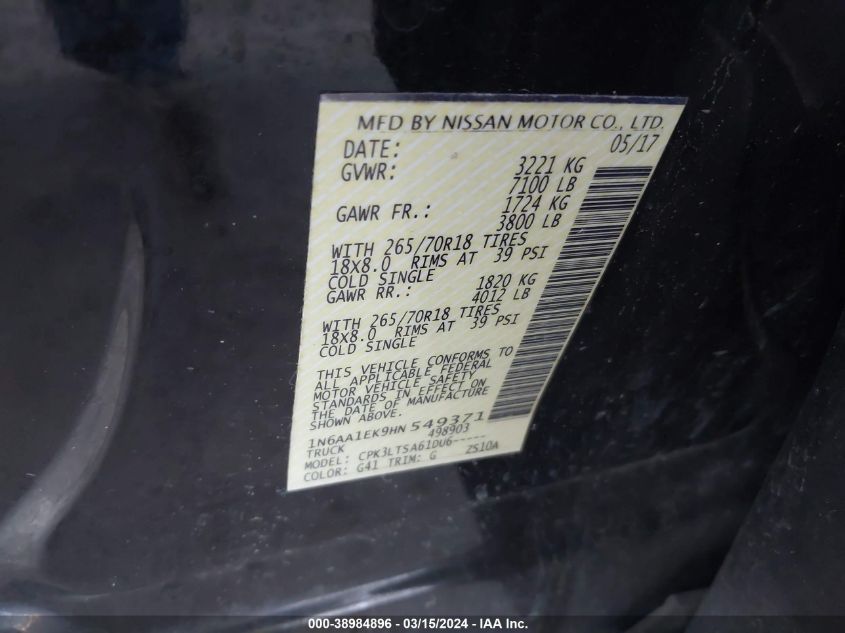 MFD BY NISSAN MOTOR CO., LTD.
DATE: 05/17
GVWR: 3221 KG
7100 LB
GAWR FR.: 1724 KG
3800 LB
WITH 265/70R18 TIRES
18X8.0 RIMS AT 39 PSI
COLD SINGLE
GAWR RR.: 1820 KG
4012 LB
WITH 265/70R18 TIRES
18X8.0 RIMS AT 39 PSI
COLD SINGLE
THIS VEHICLE CONFORMS TO
ALL APPLICABLE FEDERAL
MOTOR VEHICLE SAFETY
STANDARDS IN EFFECT ON
THE DATE OF MANUFACTURE
SHOWN ABOVE.
1N6AA1EK9HN549371
TRUCK 498903
MODEL: CPK3LTSA61DU6-----
COLOR: G41 TRIM: G ZS10A
000-38984896 - 03/15/2024 - IAA Inc.